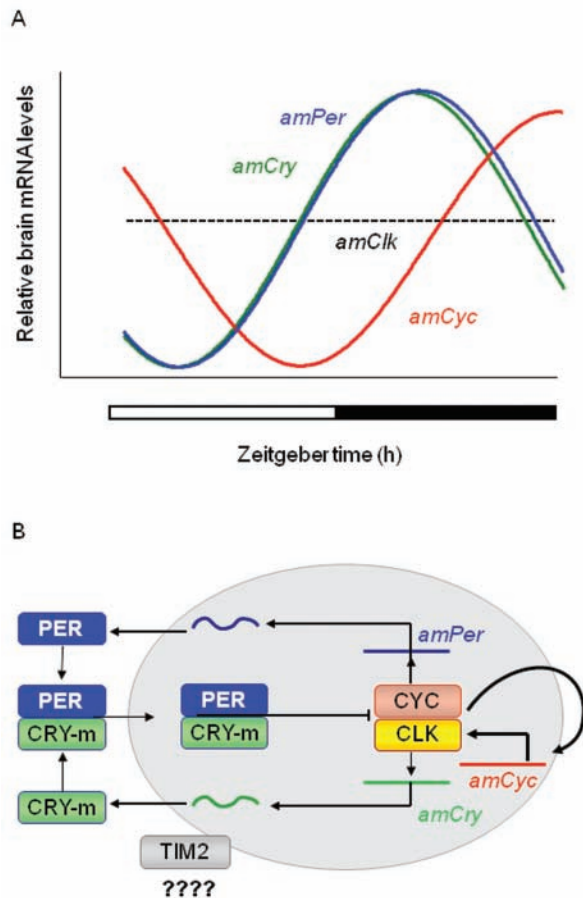 A
Relative brain mRNA levels
amPer
amCry
amClk
amCyc
Zeitgeber time (h)
B
PER
amPer
PER
CRY-m
PER
CRY-m
CYC
CLK
amCyc
CRY-m
amCry
TIM2
????